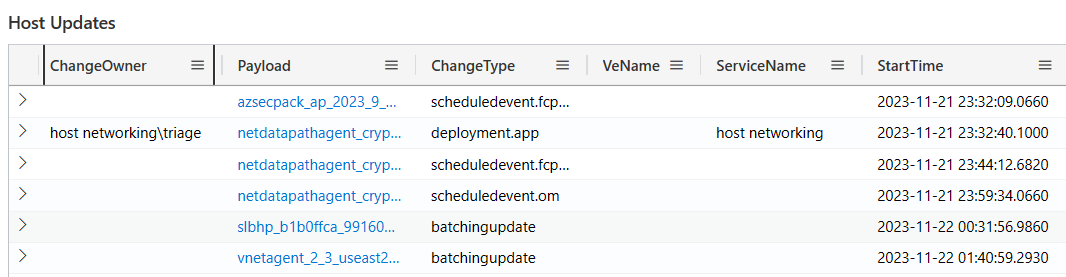 Host Updates
ChangeOwner Payload ChangeType VeName ServiceName StartTime
azsecpack_ap_2023_9_... scheduledevent.fcp... 2023-11-21 23:32:09.0660
host networking\triage netdatapathagent_cryp... deployment.app host networking 2023-11-21 23:32:40.1000
netdatapathagent_cryp... scheduledevent.fcp... 2023-11-21 23:44:12.6820
netdatapathagent_cryp... scheduledevent.om 2023-11-21 23:59:34.0660
slbhp_b1b0ffca_99160... batchingupdate 2023-11-22 00:31:56.9860
vnetagent_2_3_useast2... batchingupdate 2023-11-22 01:40:59.2930